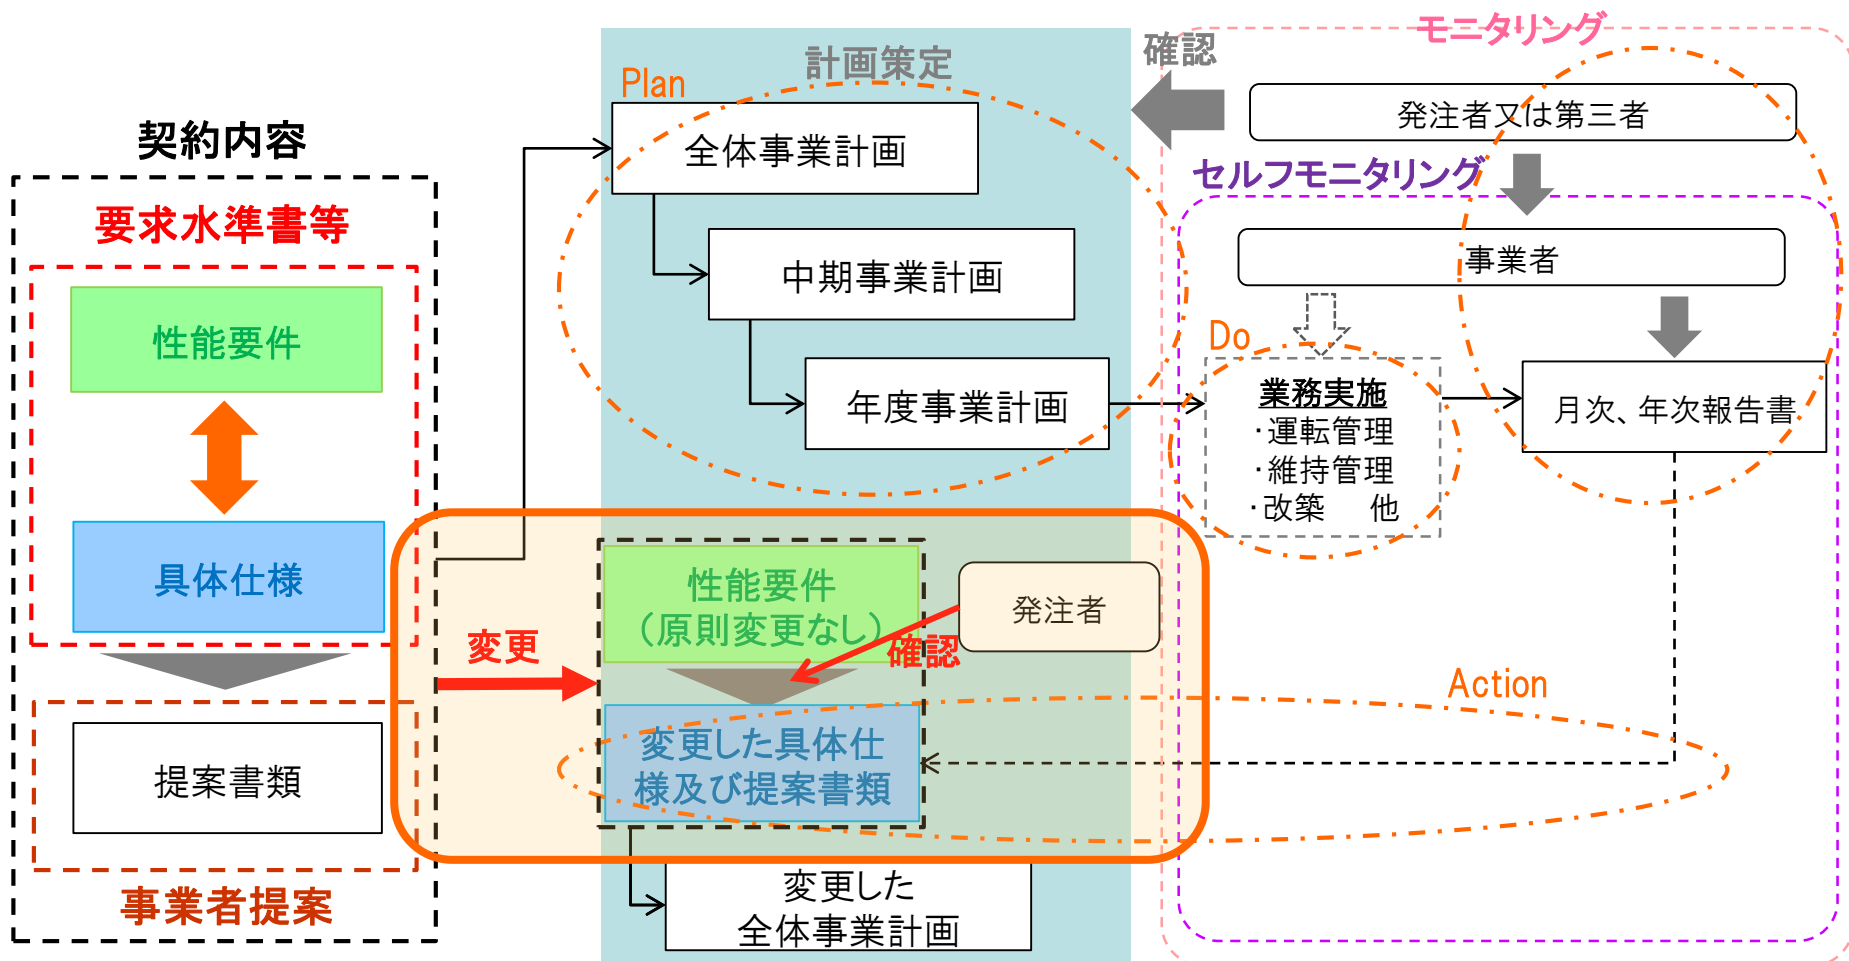 契約内容
要求水準書等
性能要件
具体仕様
提案書類
事業者提案
計画策定
Plan
全体事業計画
中期事業計画
年度事業計画
変更
性能要件
（原則変更なし）
確認
発注者
変更した具体仕
様及び提案書類
変更した
全体事業計画
確認
モニタリング
発注者又は第三者
セルフモニタリング
事業者
Do
業務実施
・運転管理
・維持管理
・改築　他
月次、年次報告書
Action